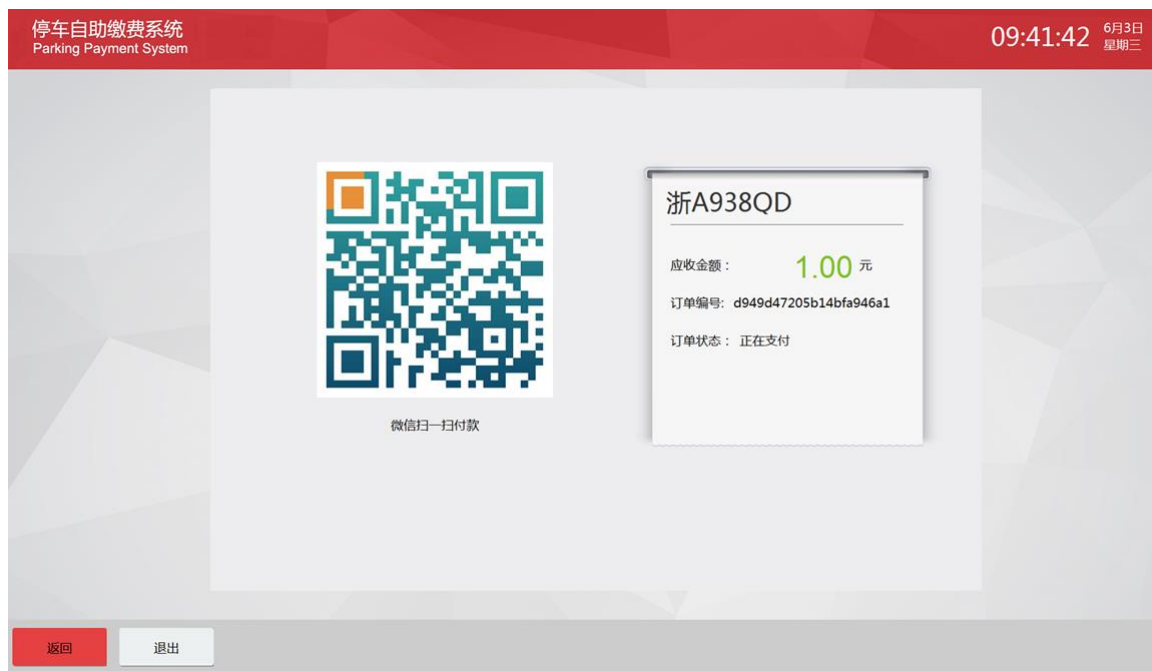 停车自助缴费系统
Parking Payment System
09:41:42
6月3日
星期三
浙A938QD
应收金额： 1.00 元
订单编号: d949d47205b14bfa946a1
订单状态： 正在支付
微信扫一扫付款
返回
退出